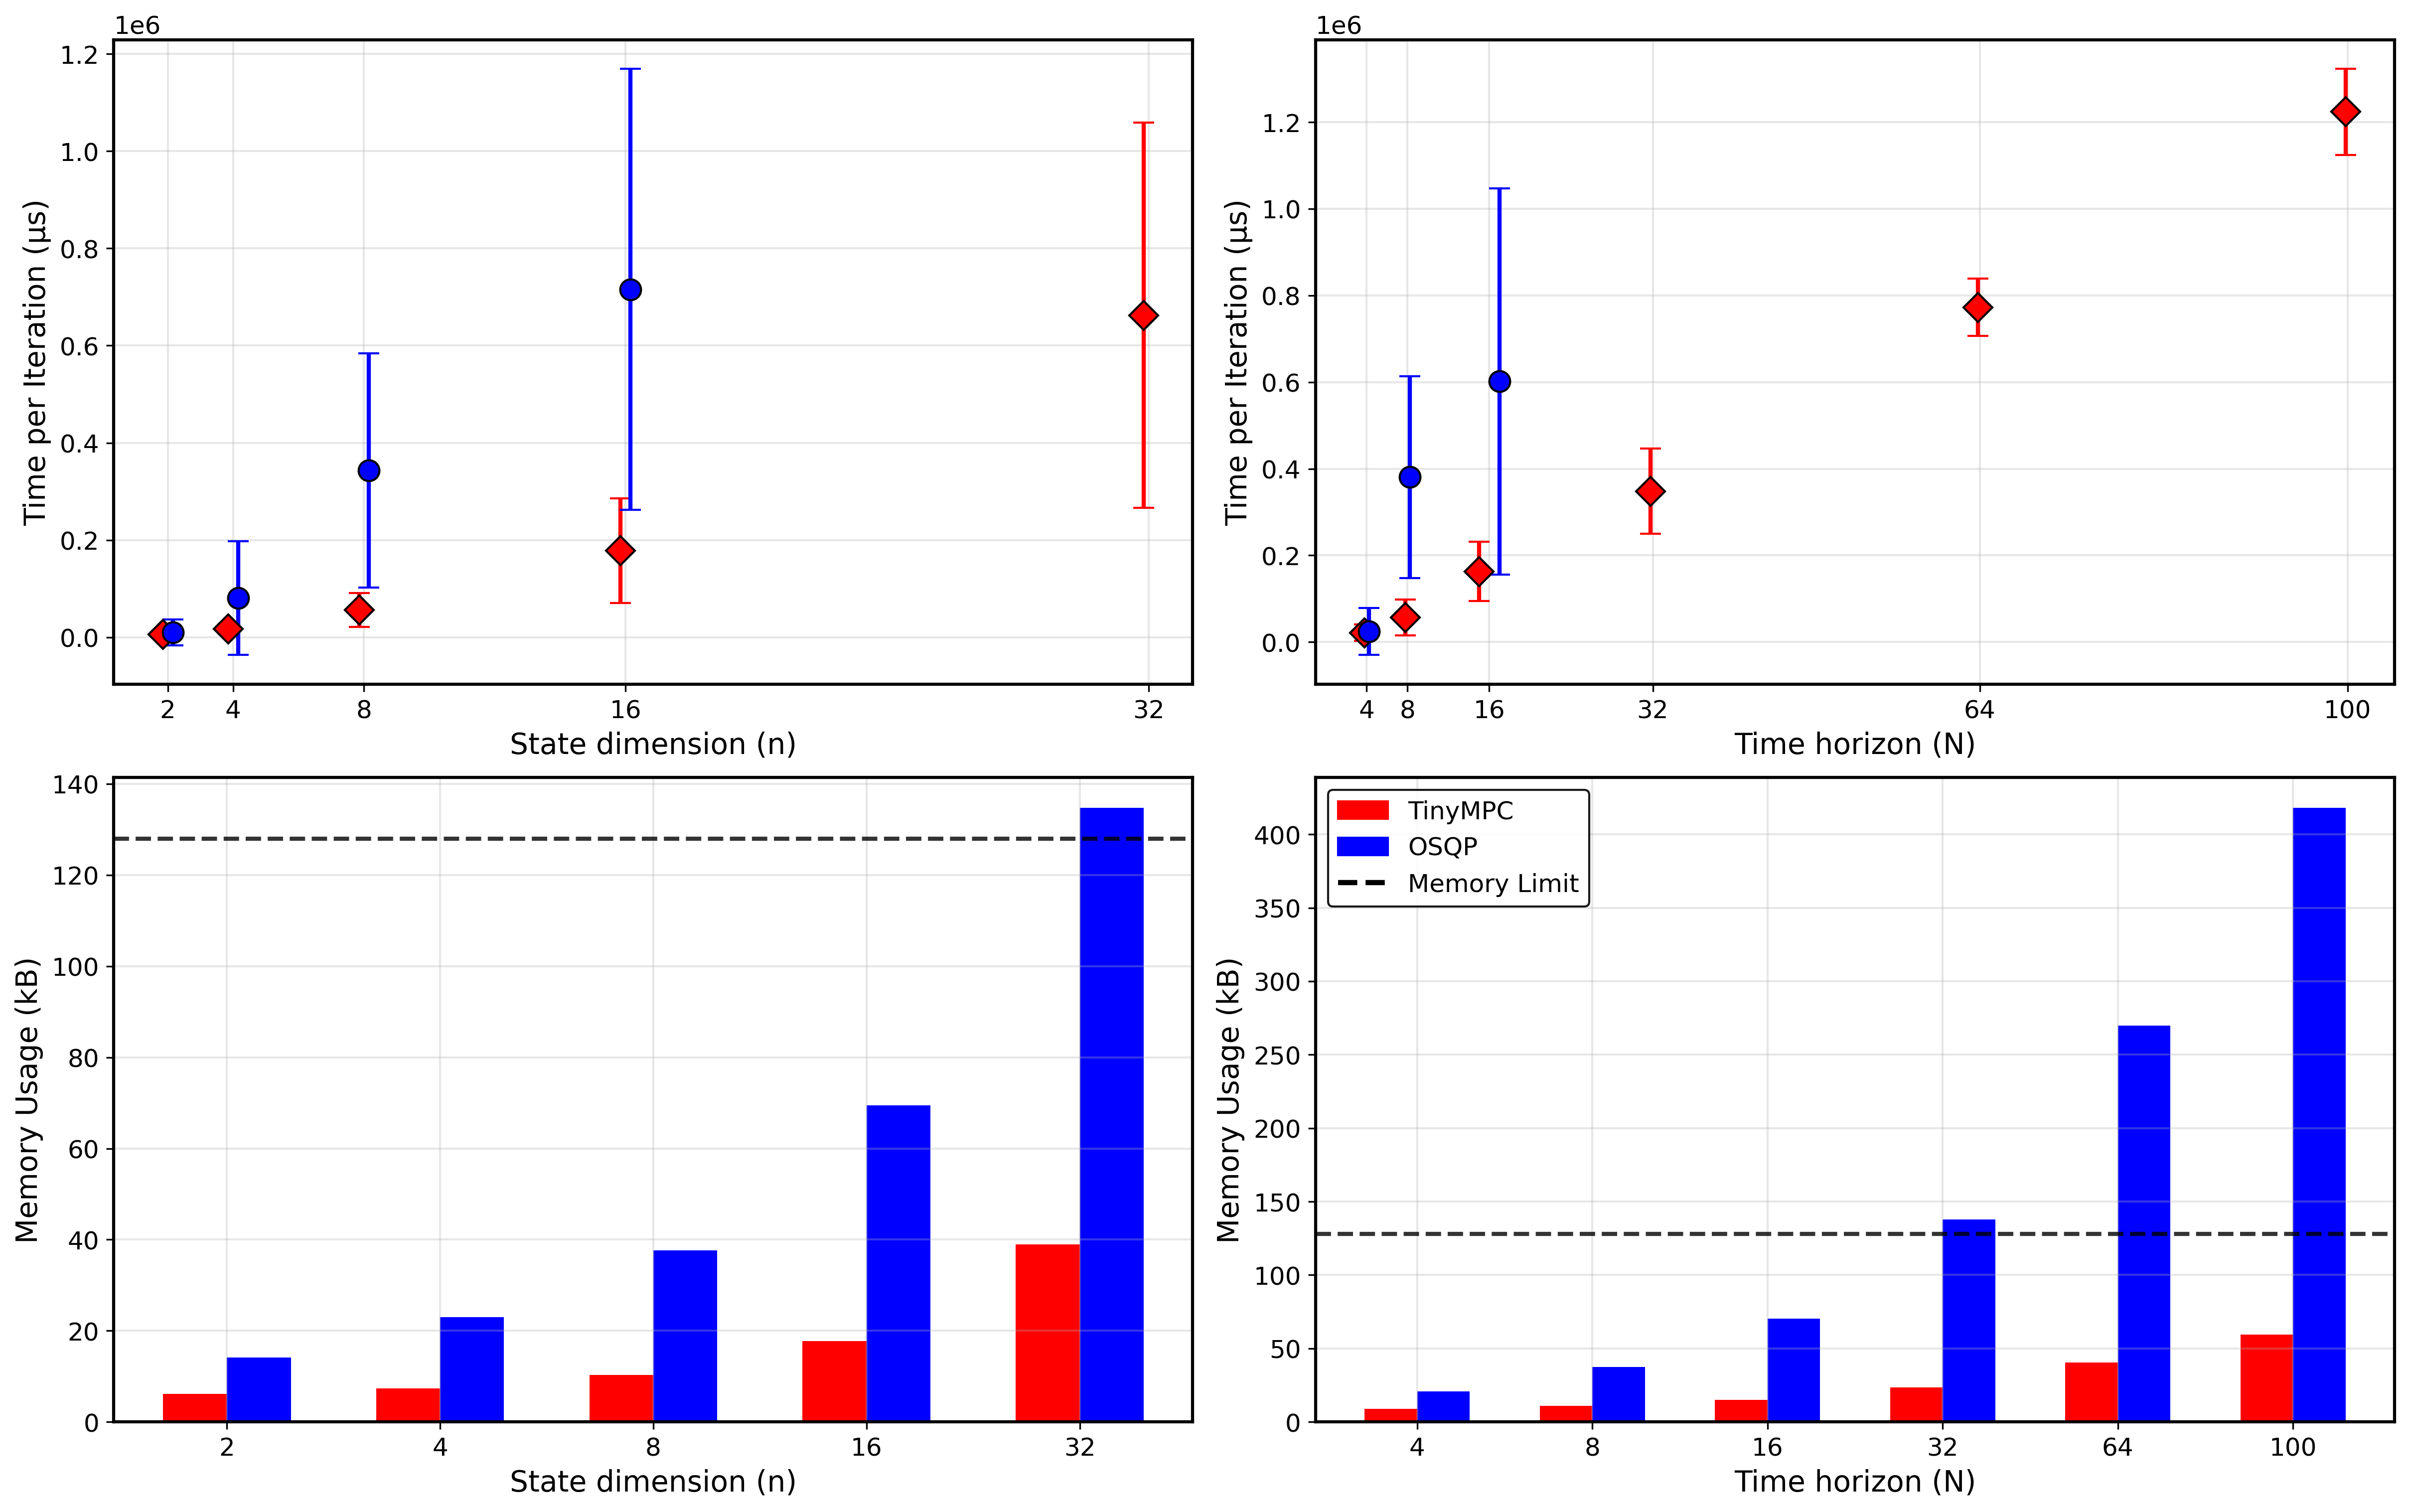 1e6
1.2
1.0
0.8
0.6
0.4
0.2
0.0
Time per Iteration (µs)
2 4 8 16 32
State dimension (n)
1e6
1.2
1.0
0.8
0.6
0.4
0.2
0.0
Time per Iteration (µs)
4 8 16 32 64 100
Time horizon (N)
140
120
100
80
60
40
20
0
Memory Usage (kB)
2 4 8 16 32
State dimension (n)
400
350
300
250
200
150
100
50
0
Memory Usage (kB)
TinyMPC
OSQP
Memory Limit
4 8 16 32 64 100
Time horizon (N)